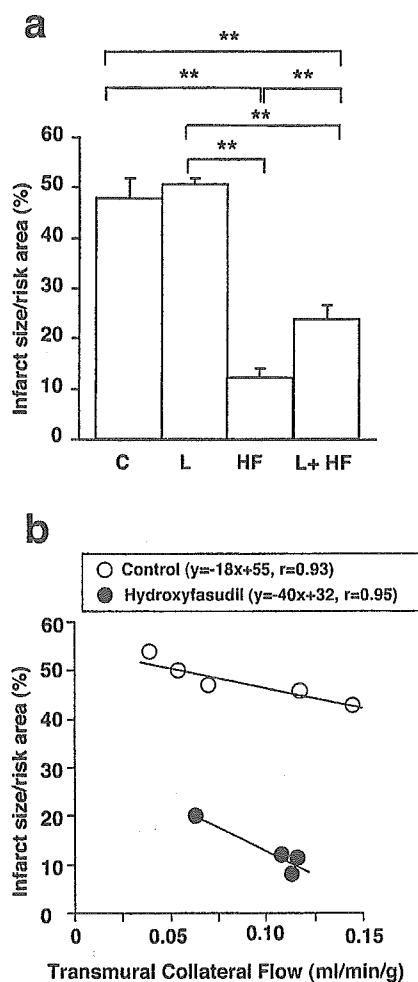 a
**
** **
**
**
Infarct size/risk area (%)
60
50
40
30
20
10
0
C L HF L+ HF
b
Control (y=-18x+55, r=0.93)
Hydroxyfasudil (y=-40x+32, r=0.95)
Infarct size/risk area (%)
60
50
40
30
20
10
0
0 0.05 0.10 0.15
Transmural Collateral Flow (ml/min/g)